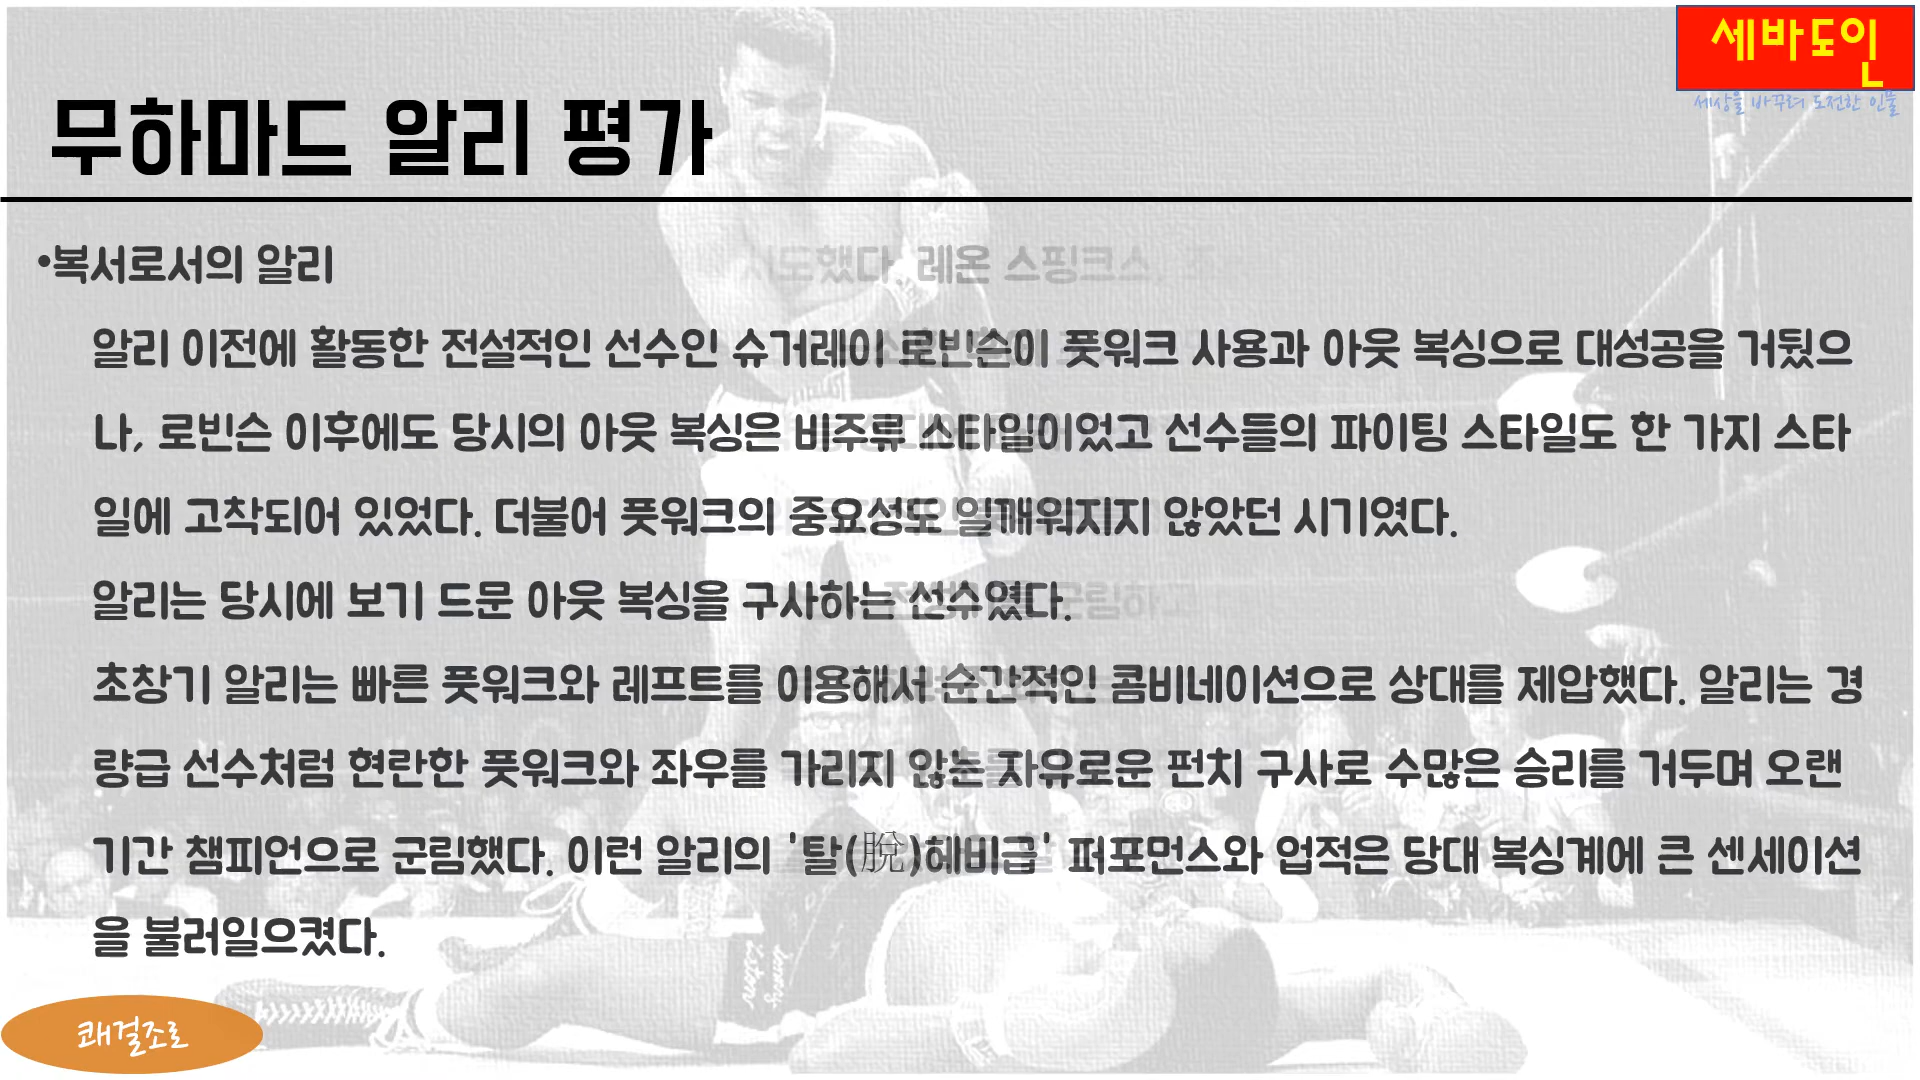 세바도인
세상을 바꾸려 도전한 인물
무하마드 알리 평가
•복서로서의 알리
했다. 레온 스핑크스,
알리 이전에 활동한 전설적인 선수인 슈거레이 로빈슨이 풋워크 사용과 아웃 복싱으로 대성공을 거뒀으
나, 로빈슨 이후에도 당시의 아웃 복싱은 비주류 스타일이었고 선수들의 파이팅 스타일도 한 가지 스타
일에 고착되어 있었다. 더불어 풋워크의 중요성도 일깨워지지 않았던 시기였다.
알리는 당시에 보기 드문 아웃 복싱을 구사하는 선수였다.
초창기 알리는 빠른 풋워크와 레프트를 이용해서 순간적인 콤비네이션으로 상대를 제압했다. 알리는 경
량급 선수처럼 현란한 풋워크와 좌우를 가리지 않는 자유로운 펀치 구사로 수많은 승리를 거두며 오랜
기간 챔피언으로 군림했다. 이런 알리의 '탈(脫)헤비급' 퍼포먼스와 업적은 당대 복싱계에 큰 센세이션
을 불러일으켰다.
쾌걸조로